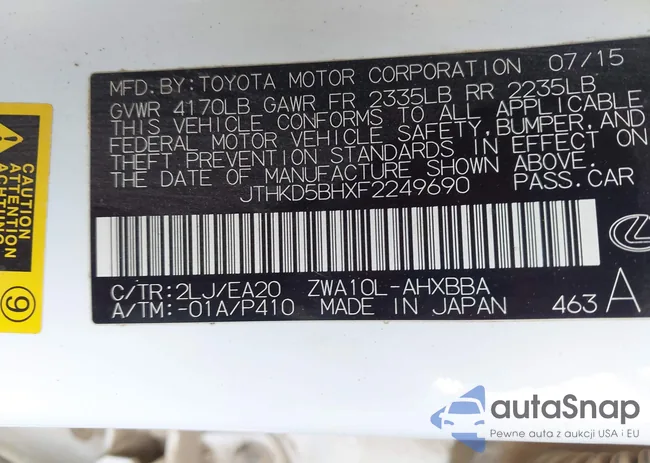 MFD. BY: TOYOTA MOTOR CORPORATION 07/15
GVWR 4170LB GAWR FR 2335LB RR 2235LB
THIS VEHICLE CONFORMS TO ALL APPLICABLE
FEDERAL MOTOR VEHICLE SAFETY, BUMPER, AND
THEFT PREVENTION STANDARDS IN EFFECT ON
THE DATE OF MANUFACTURE SHOWN ABOVE.
JTHKD5BHXF2249690 PASS.CAR
C/TR:2LJ/EA20 ZWA10L-AHXBBA
A/TM:-01A/P410 MADE IN JAPAN 463 A
CAUTION
ATTENTION
ACHTUNG
9
autaSnap
Pewne auta z aukcji USA i EU